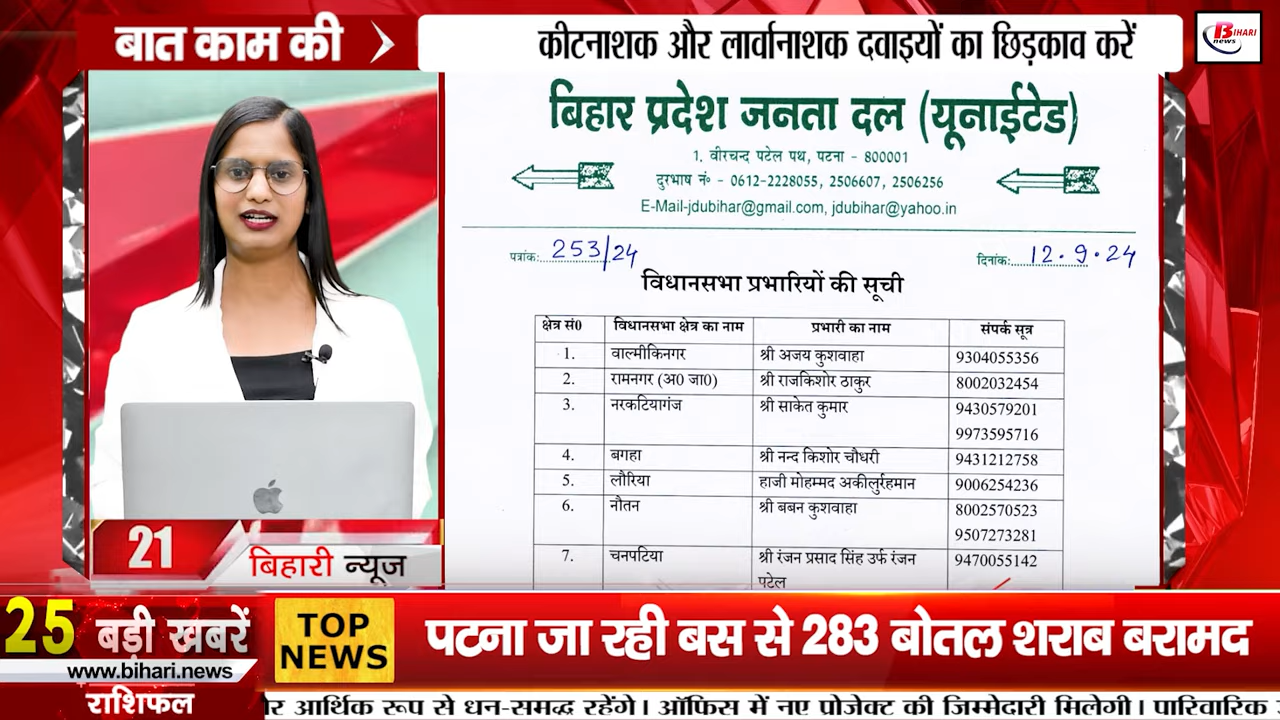 बात काम की
कीटनाशक और लार्वानाशक दवाइयों का छिड़काव करें
BIHARI
news
बिहार प्रदेश जनता दल (यूनाईटेड)
1. वीरचन्द पटेल पथ, पटना - 800001
दुरभाष नं० - 0612-2228055, 2506607, 2506256
E-Mail-jdubihar@gmail.com, jdubihar@yahoo.in
पत्रांक: 253/24 दिनांक: 12.9.24
विधानसभा प्रभारियों की सूची
क्षेत्र सं0 विधानसभा क्षेत्र का नाम प्रभारी का नाम संपर्क सूत्र
1. वाल्मीकिनगर श्री अजय कुशवाहा 9304055356
2. रामनगर (अ0 जा0) श्री राजकिशोर ठाकुर 8002032454
3. नरकटियागंज श्री साकेत कुमार 9430579201
9973595716
4. बगहा श्री नन्द किशोर चौधरी 9431212758
5. लौरिया हाजी मोहम्मद अकीलुर्रहमान 9006254236
6. नौतन श्री बबन कुशवाहा 8002570523
9507273281
7. चनपटिया श्री रंजन प्रसाद सिंह उर्फ रंजन 9470055142
पटेल
21
बिहारी न्यूज
25 बड़ी खबरें
www.bihari.news
TOP
NEWS
पटना जा रही बस से 283 बोतल शराब बरामद
राशिफल
आर्थिक रूप से धन-समृद्ध रहेंगे। ऑफिस में नए प्रोजेक्ट की जिम्मेदारी मिलेगी। पारिवारिक